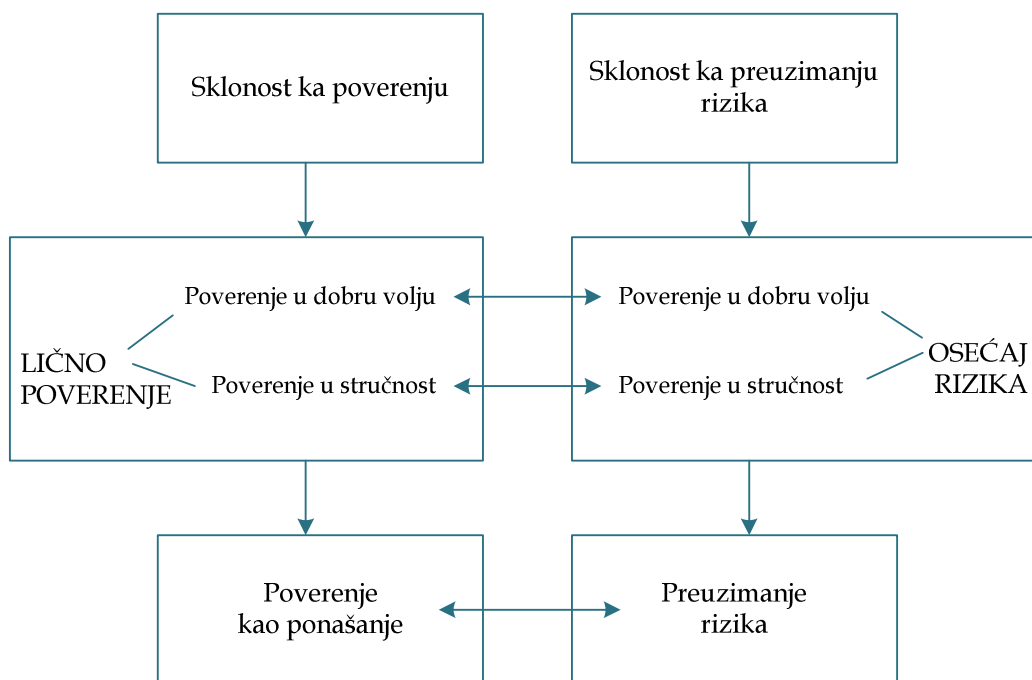 Sklonost ka poverenju
Sklonost ka preuzimanju
rizika
Poverenje u dobru volju
LIČNO
POVERENJE
Poverenje u stručnost
Poverenje u dobru volju
OSEĆAJ
RIZIKA
Poverenje u stručnost
Poverenje
kao ponašanje
Preuzimanje
rizika